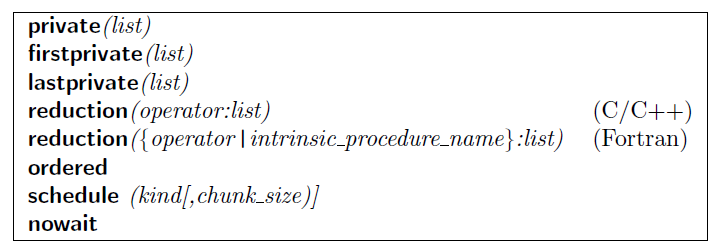 private(list)
firstprivate(list)
lastprivate(list)
reduction(operator:list) (C/C++)
reduction({operator|intrinsic_procedure_name}:list) (Fortran)
ordered
schedule (kind[,chunk_size)]
nowait